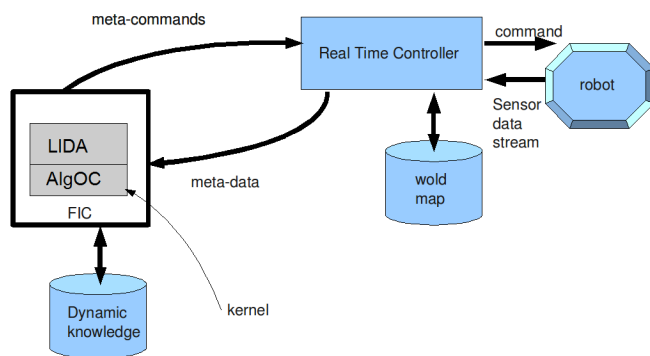 meta-commands
Real Time Controller
command
robot
Sensor
data
stream
LIDA
AlgOC
FIC
meta-data
wold
map
Dynamic
knowledge
kernel